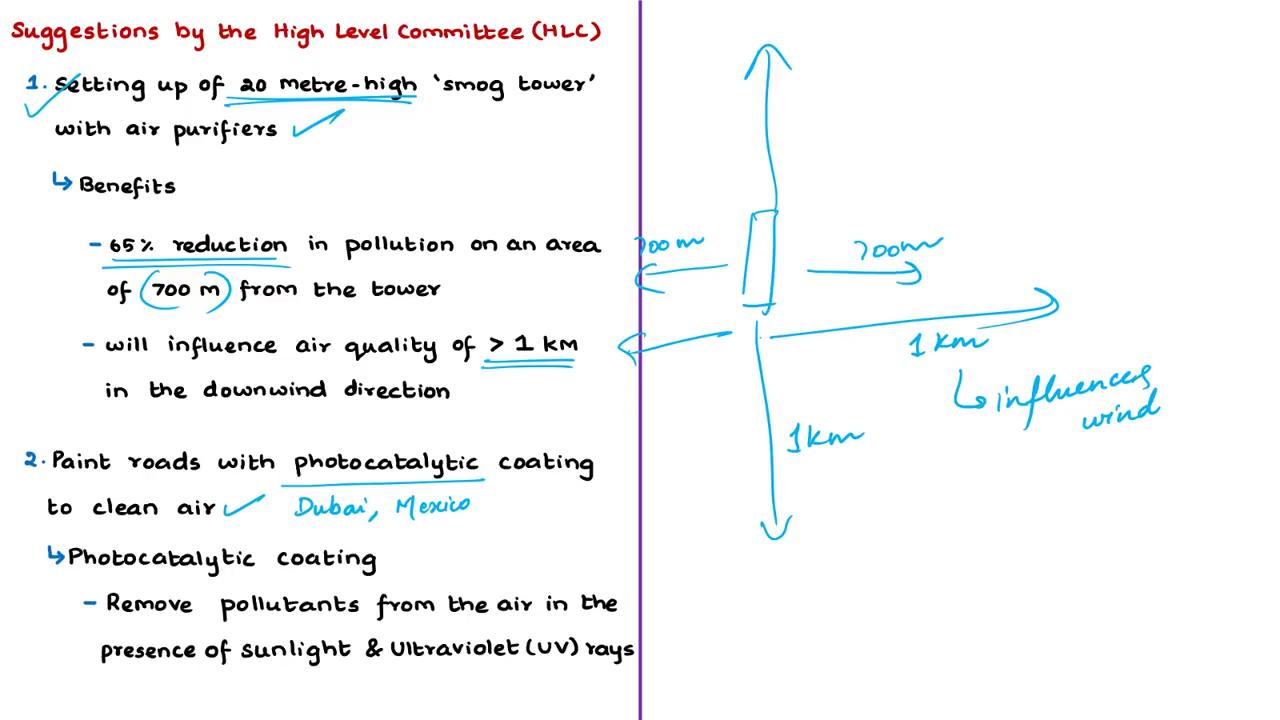 Suggestions by the High Level Committee (HLC)
1. Setting up of 20 metre-high 'smog tower'
with air purifiers
↳ Benefits
- 65% reduction in pollution on an area
of (700 m) from the tower
- will influence air quality of > 1 km
in the downwind direction
2. Paint roads with photocatalytic coating
to clean air
Dubai, Mexico
↳ Photocatalytic coating
- Remove pollutants from the air in the
presence of sunlight & Ultraviolet (UV) rays
700m
700m
1 Km
↳ influences
wind
1 Km